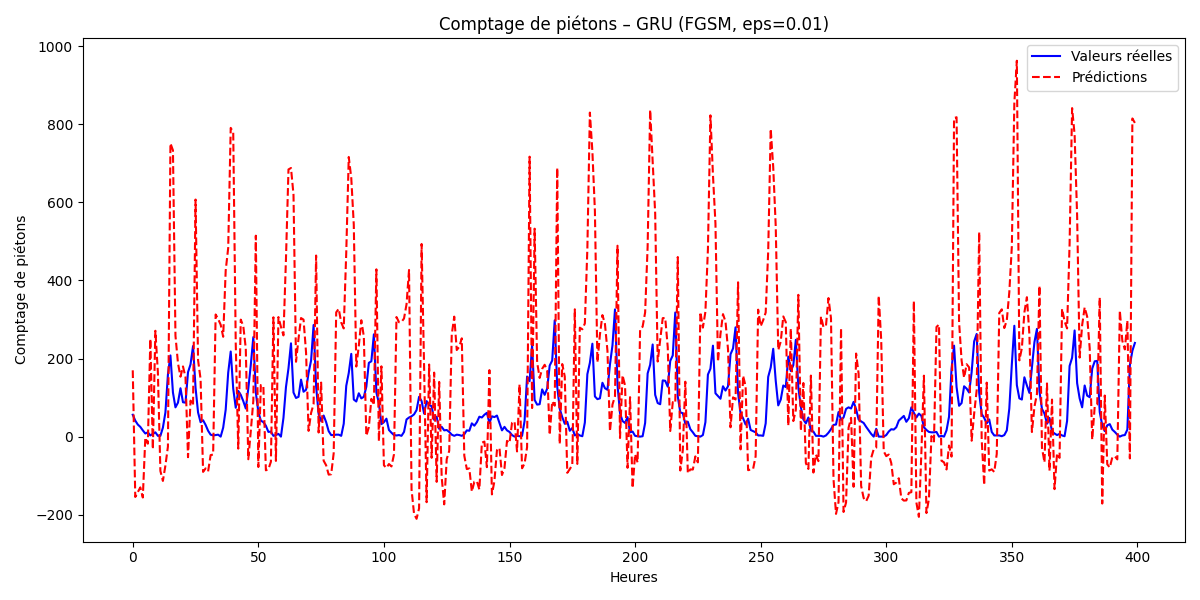 Comptage de piétons – GRU (FGSM, eps=0.01)
Valeurs réelles
Prédictions
Comptage de piétons
1000
800
600
400
200
0
−200
0 50 100 150 200 250 300 350 400
Heures